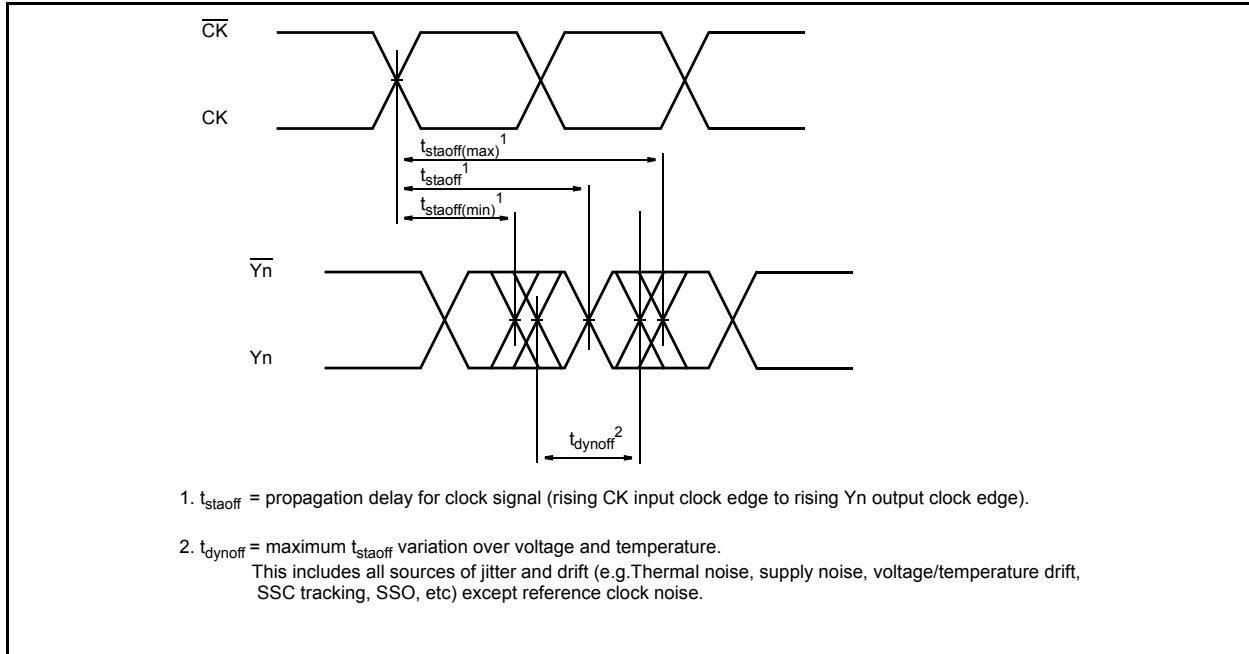 C̅K̅
CK
tstaoff(max)1
tstaoff1
tstaoff(min)1
Y̅n̅
Yn
tdynoff2
1. tstaoff = propagation delay for clock signal (rising CK input clock edge to rising Yn output clock edge).
2. tdynoff = maximum tstaoff variation over voltage and temperature.
This includes all sources of jitter and drift (e.g.Thermal noise, supply noise, voltage/temperature drift,
SSC tracking, SSO, etc) except reference clock noise.